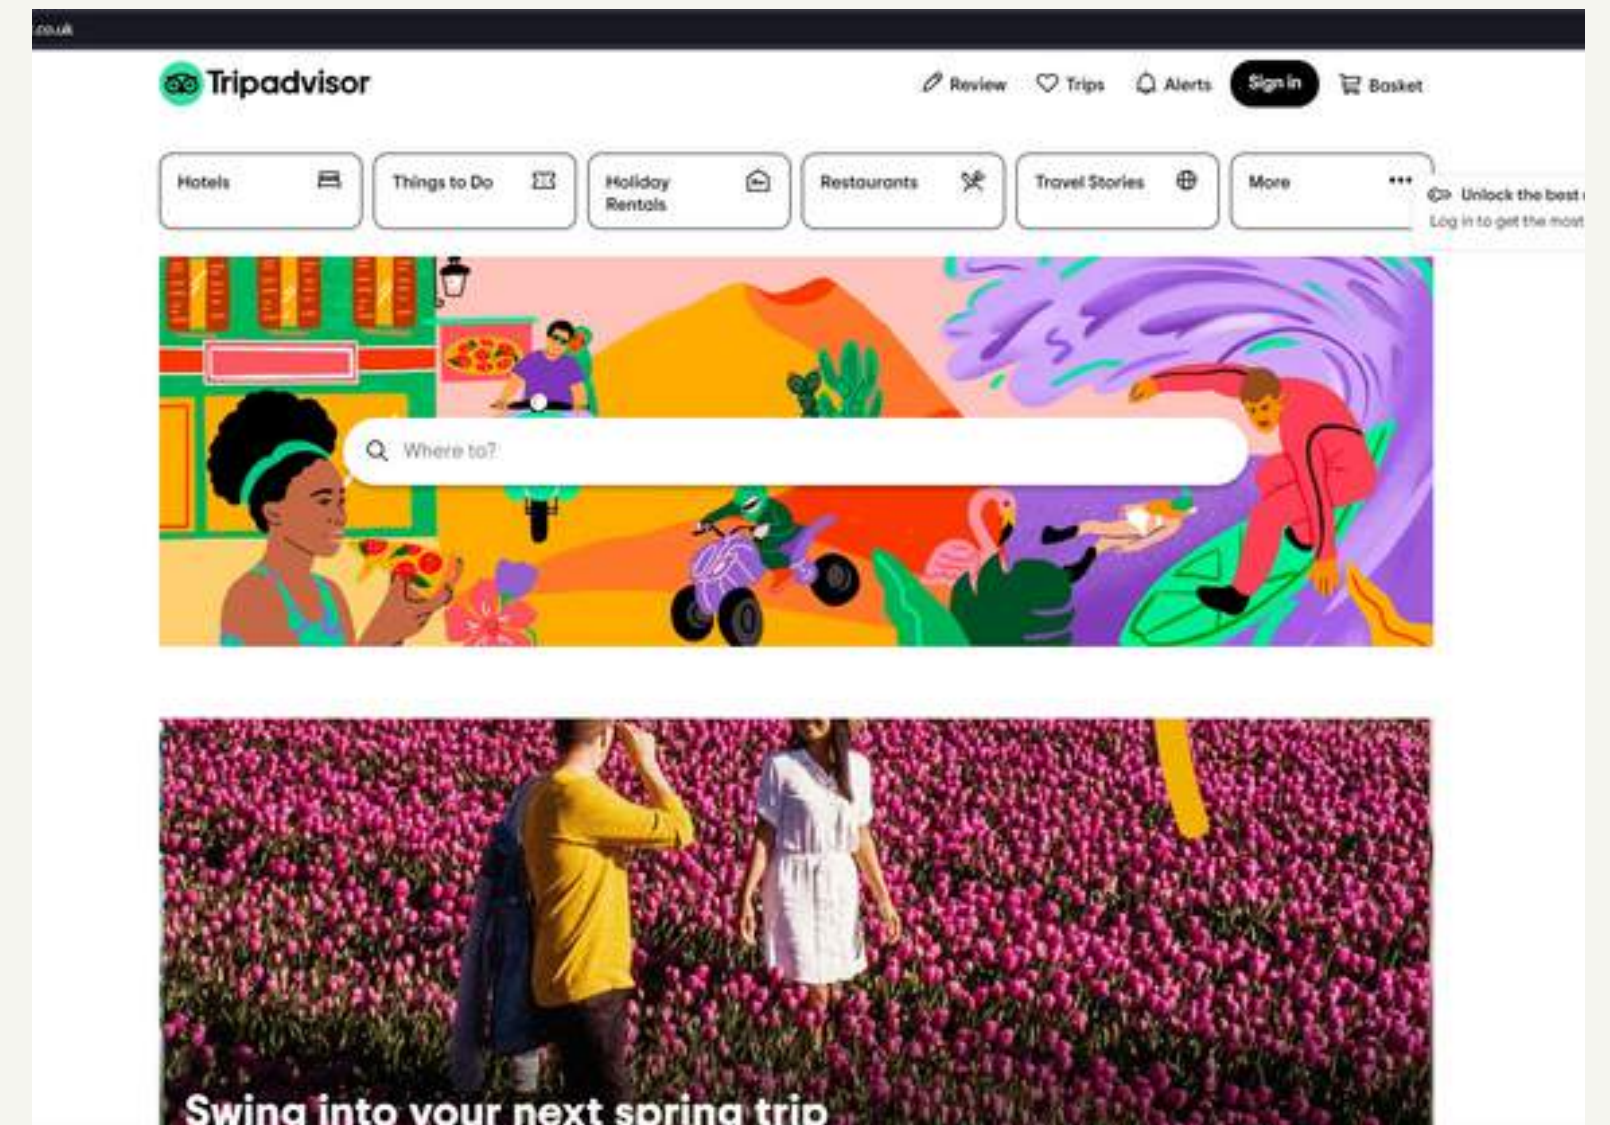 .co.uk
Tripadvisor
Review
Trips
Alerts
Sign in
Basket
Hotels
Things to Do
Holiday
Rentals
Restaurants
Travel Stories
More
Unlock the best
Log in to get the most
Where to?
Swing into your next spring trip